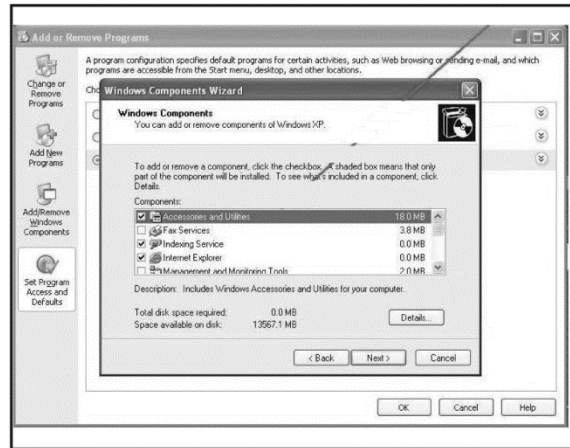 Add or Remove Programs
A program configuration specifies default programs for certain activities, such as Web browsing or sending e-mail, and which
programs are accessible from the Start menu, desktop, and other locations.
Change or
Remove
Programs
Add New
Programs
Add/Remove
Windows
Components
Set Program
Access and
Defaults
Windows Components Wizard
Windows Components
You can add or remove components of Windows XP.
To add or remove a component, click the checkbox. A shaded box means that only
part of the component will be installed. To see what's included in a component, click
Details.
Components:
Accessories and Utilities 18.0 MB
Fax Services 3.8 MB
Indexing Service 0.0 MB
Internet Explorer 0.0 MB
Management and Monitoring Tools 2.0 MB
Description: Includes Windows Accessories and Utilities for your computer.
Total disk space required: 0.0 MB
Space available on disk: 13567.1 MB
Details...
< Back Next > Cancel
OK Cancel Help